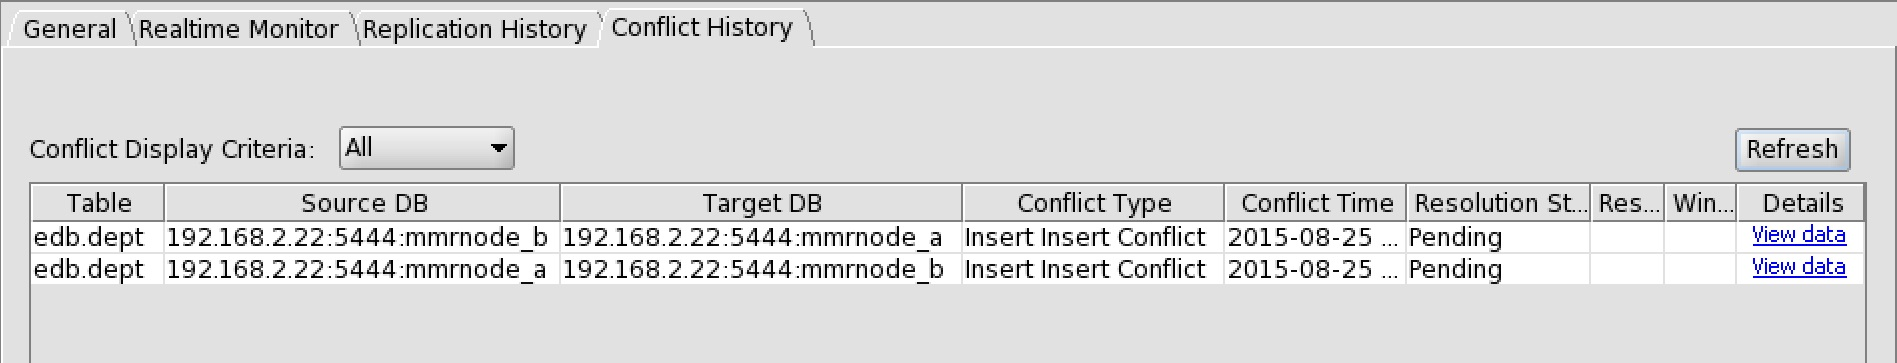 General Realtime Monitor Replication History Conflict History
Conflict Display Criteria: All Refresh
Table Source DB Target DB Conflict Type Conflict Time Resolution St... Res... Win... Details
edb.dept 192.168.2.22:5444:mmrnode_b 192.168.2.22:5444:mmrnode_a Insert Insert Conflict 2015-08-25 ... Pending View data
edb.dept 192.168.2.22:5444:mmrnode_a 192.168.2.22:5444:mmrnode_b Insert Insert Conflict 2015-08-25 ... Pending View data